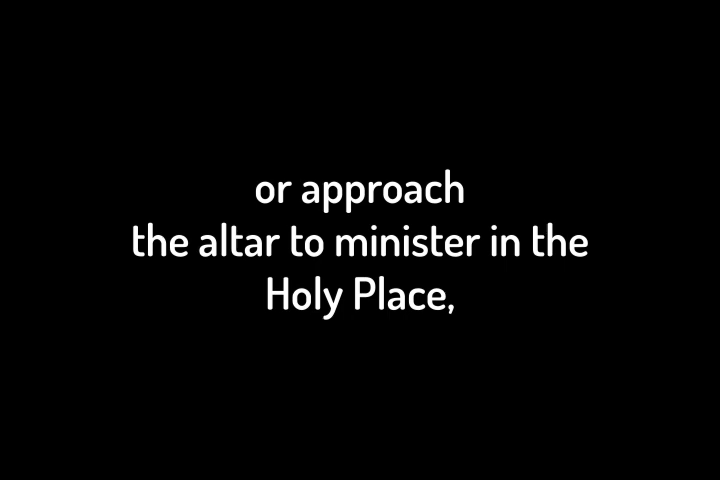 or approach
the altar to minister in the
Holy Place,